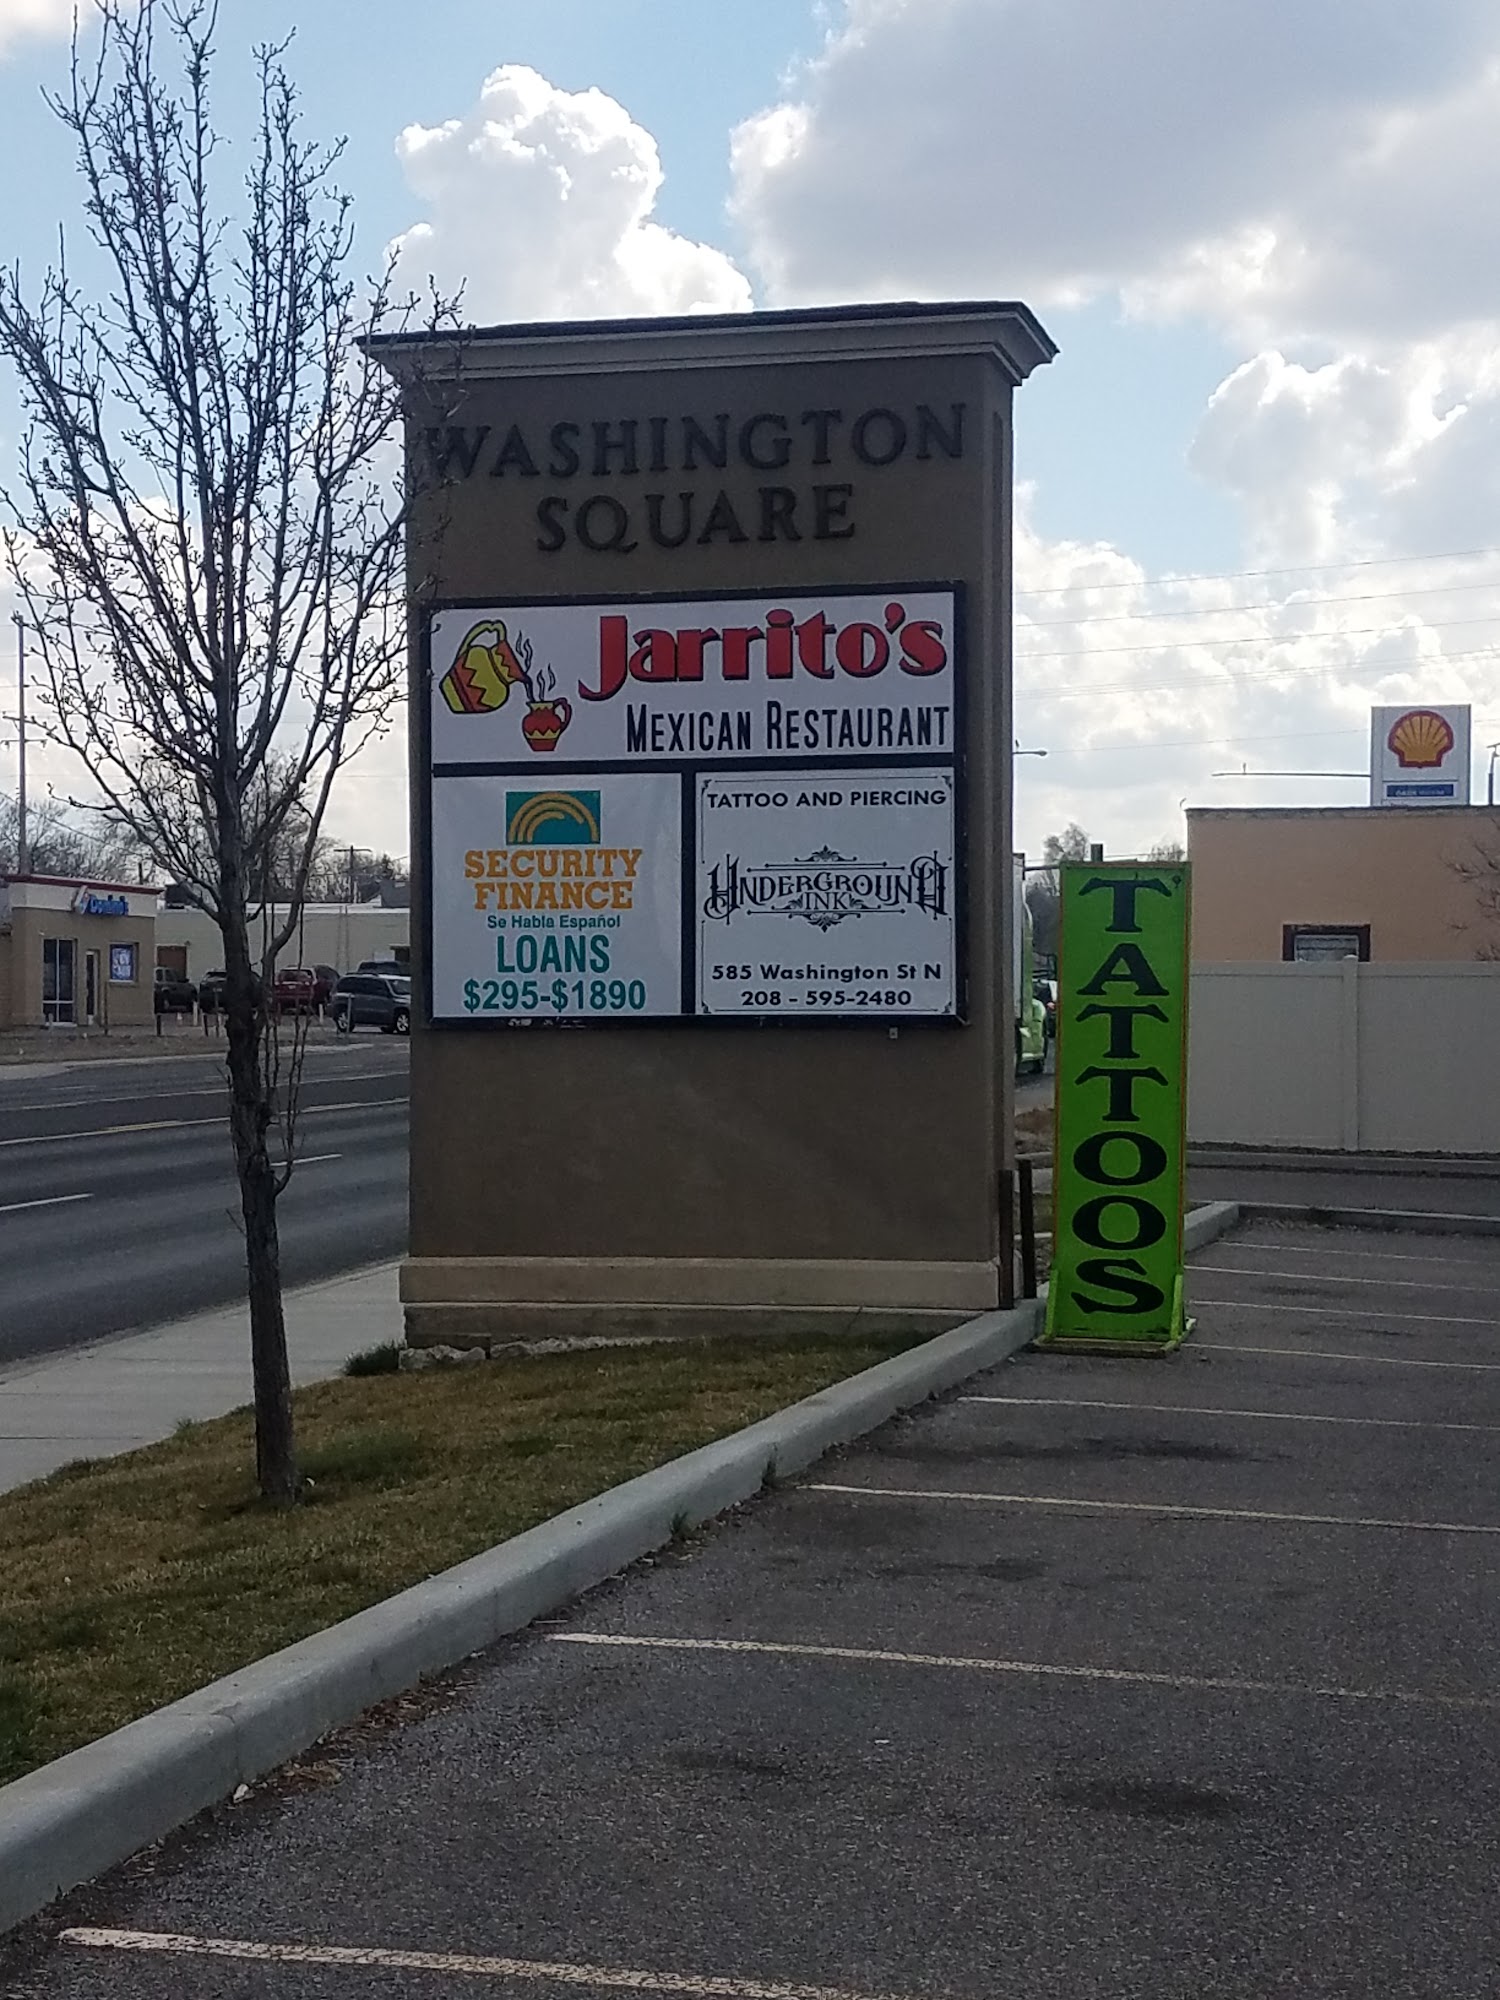 WASHINGTON
SQUARE
Jarrito's
MEXICAN RESTAURANT
SECURITY
FINANCE
Se Habla Español
LOANS
$295-$1890
TATTOO AND PIERCING
UNDERGROUND
INK
585 Washington St N
208 - 595-2480
TATTOOS
Domino's